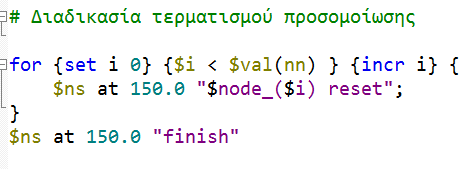 # Διαδικασία τερματισμού προσομοίωσης
for {set i 0} {$i < $val(nn) } {incr i} {
    $ns at 150.0 "$node_($i) reset";
}
$ns at 150.0 "finish"